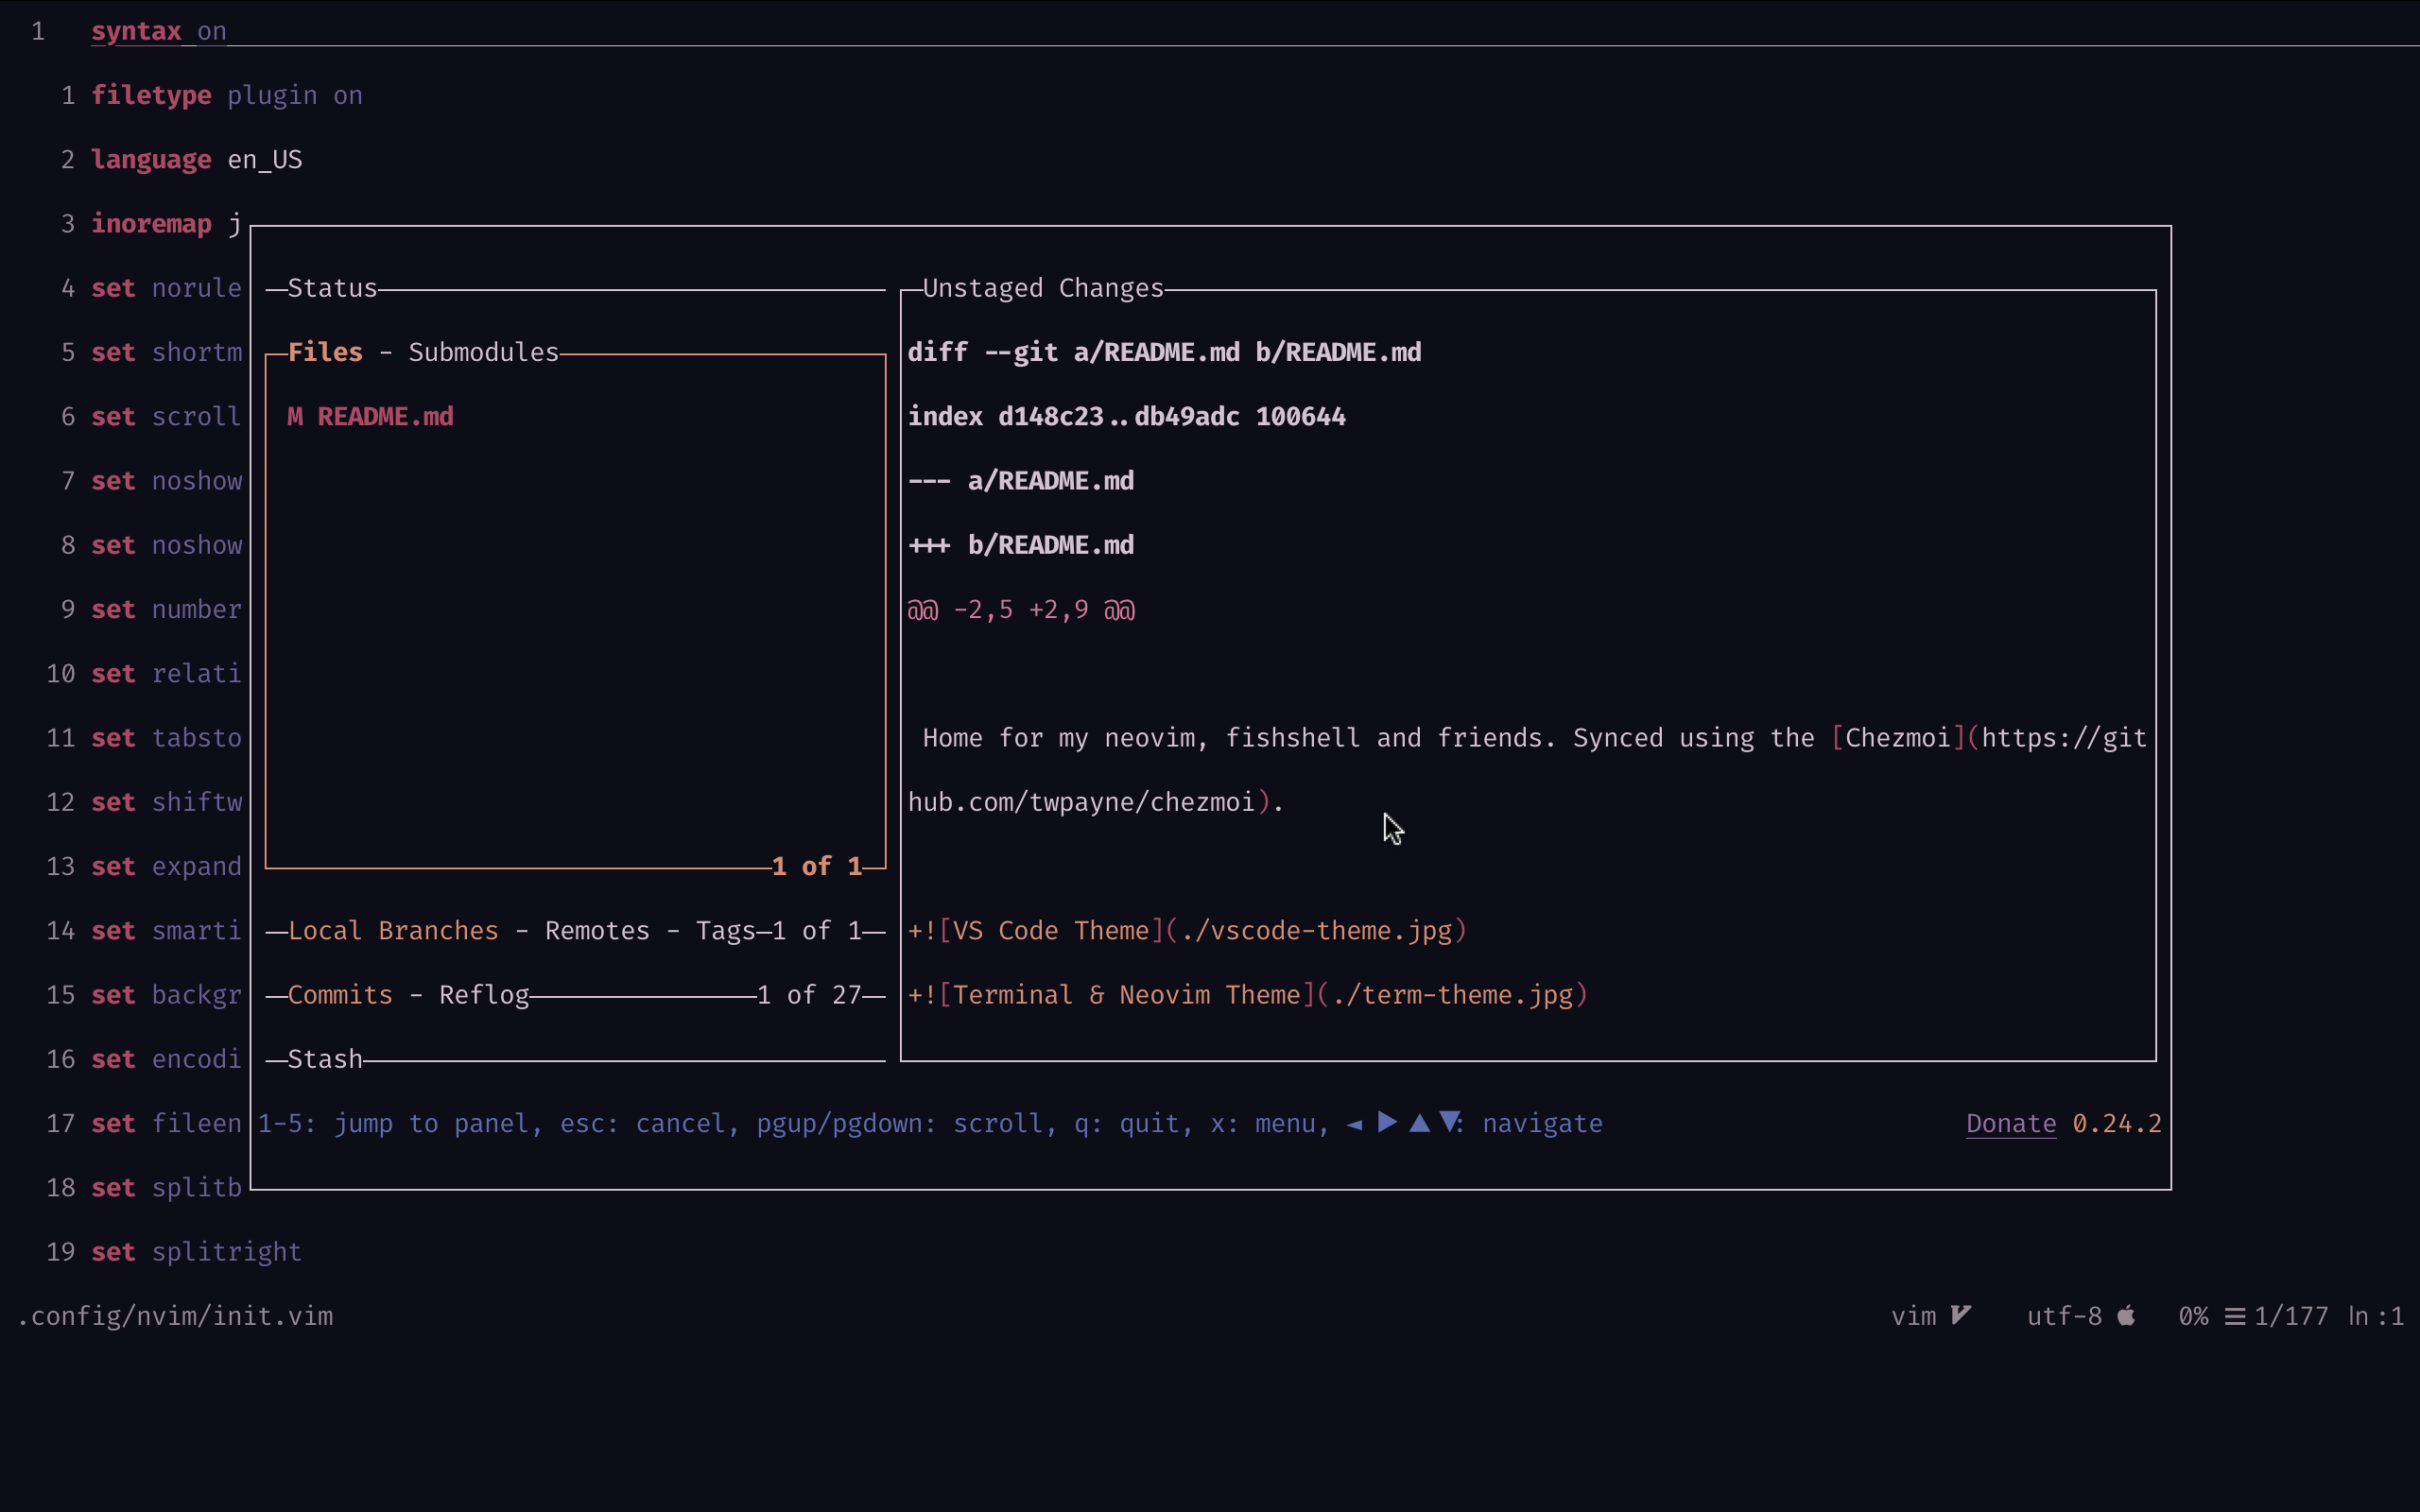 1 syntax on
1 filetype plugin on
2 language en_US
3 inoremap j
4 set norule
5 set shortm
6 set scroll
7 set noshow
8 set noshow
9 set number
10 set relati
11 set tabsto
12 set shiftw
13 set expand
14 set smarti
15 set backgr
16 set encodi
17 set fileen
18 set splitb
19 set splitright
Status
Files - Submodules
M README.md
1 of 1
Local Branches - Remotes - Tags 1 of 1
Commits - Reflog 1 of 27
Stash
Unstaged Changes
diff --git a/README.md b/README.md
index d148c23..db49adc 100644
--- a/README.md
+++ b/README.md
@@ -2,5 +2,9 @@
Home for my neovim, fishshell and friends. Synced using the [Chezmoi](https://git
hub.com/twpayne/chezmoi).
+![VS Code Theme](./vscode-theme.jpg)
+![Terminal & Neovim Theme](./term-theme.jpg)
1-5: jump to panel, esc: cancel, pgup/pgdown: scroll, q: quit, x: menu, ◄ ► ▲ ▼: navigate
Donate 0.24.2
.config/nvim/init.vim
vim utf-8 0% ☰ 1/177 ln :1